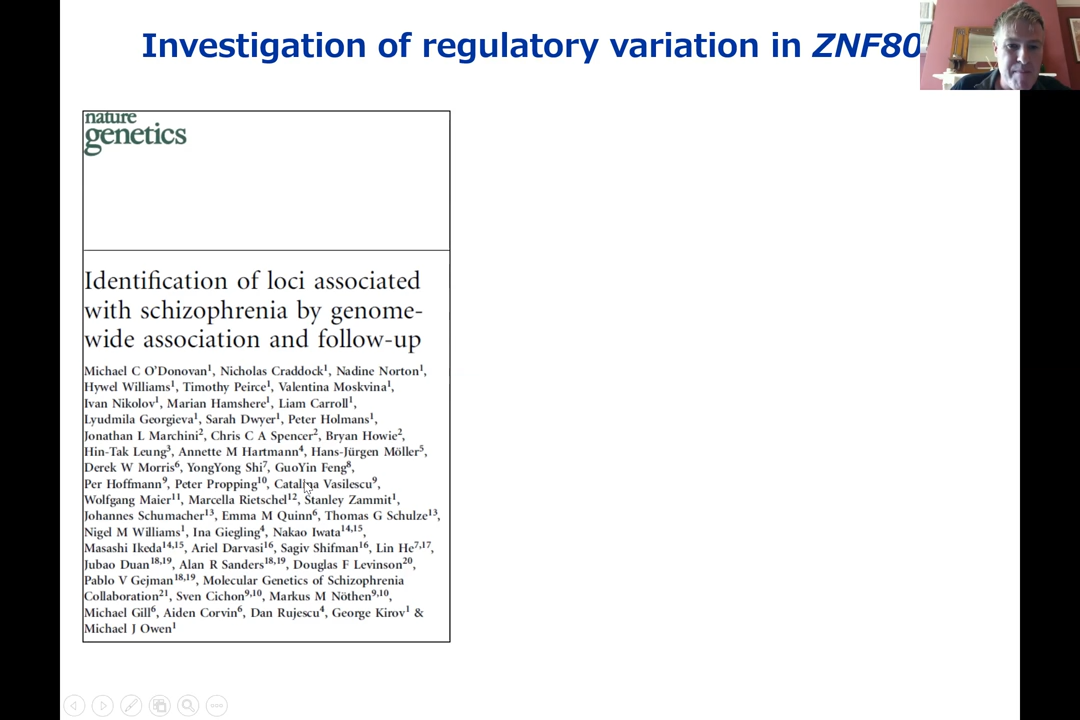 Investigation of regulatory variation in ZNF80
nature
genetics
Identification of loci associated
with schizophrenia by genome-
wide association and follow-up
Michael C O'Donovan1, Nicholas Craddock1, Nadine Norton1,
Hywel Williams1, Timothy Peirce1, Valentina Moskvina1,
Ivan Nikolov1, Marian Hamshere1, Liam Carroll1,
Lyudmila Georgieva1, Sarah Dwyer1, Peter Holmans1,
Jonathan L Marchini2, Chris C A Spencer2, Bryan Howie2,
Hin-Tak Leung3, Annette M Hartmann4, Hans-Jürgen Möller5,
Derek W Morris6, YongYong Shi7, GuoYin Feng8,
Per Hoffmann9, Peter Propping10, Catalina Vasilescu9,
Wolfgang Maier11, Marcella Rietschel12, Stanley Zammit1,
Johannes Schumacher13, Emma M Quinn6, Thomas G Schulze13,
Nigel M Williams1, Ina Giegling4, Nakao Iwata14,15,
Masashi Ikeda14,15, Ariel Darvasi16, Sagiv Shifman16, Lin He7,17,
Jubao Duan18,19, Alan R Sanders18,19, Douglas F Levinson20,
Pablo V Gejman18,19, Molecular Genetics of Schizophrenia
Collaboration21, Sven Cichon9,10, Markus M Nöthen9,10,
Michael Gill6, Aiden Corvin6, Dan Rujescu4, George Kirov1 &
Michael J Owen1